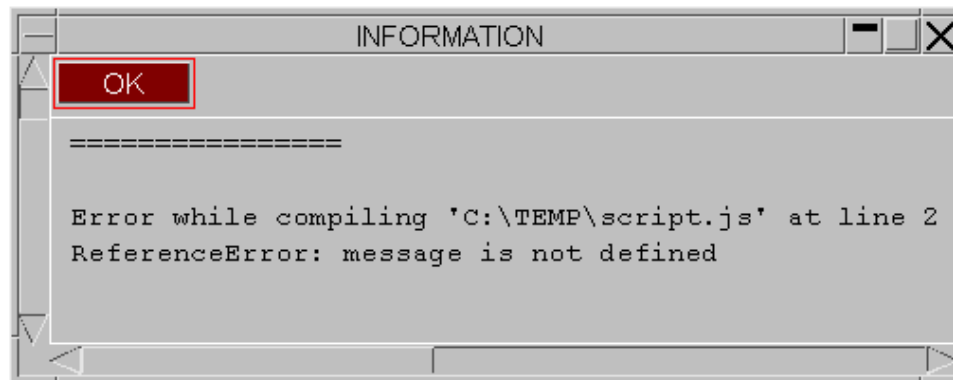 INFORMATION
OK
================
Error while compiling 'C:\TEMP\script.js' at line 2
ReferenceError: message is not defined